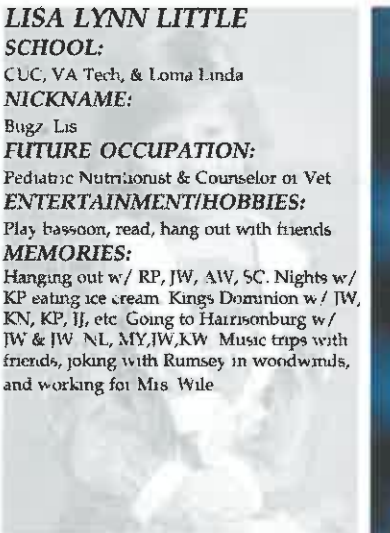 LISA LYNN LITTLE
SCHOOL:
CUC, VA Tech, & Loma Linda
NICKNAME:
Bugz Lis
FUTURE OCCUPATION:
Pediatric Nutritionist & Counselor or Vet
ENTERTAINMENT/HOBBIES:
Play bassoon, read, hang out with friends
MEMORIES:
Hanging out w/ RP, JW, AW, SC. Nights w/
KP eating ice cream Kings Dominion w/ JW,
KN, KP, IJ, etc Going to Harrisonburg w/
JW & JW NL, MY,JW,KW Music trips with
friends, joking with Rumsey in woodwinds,
and working for Mrs Wile